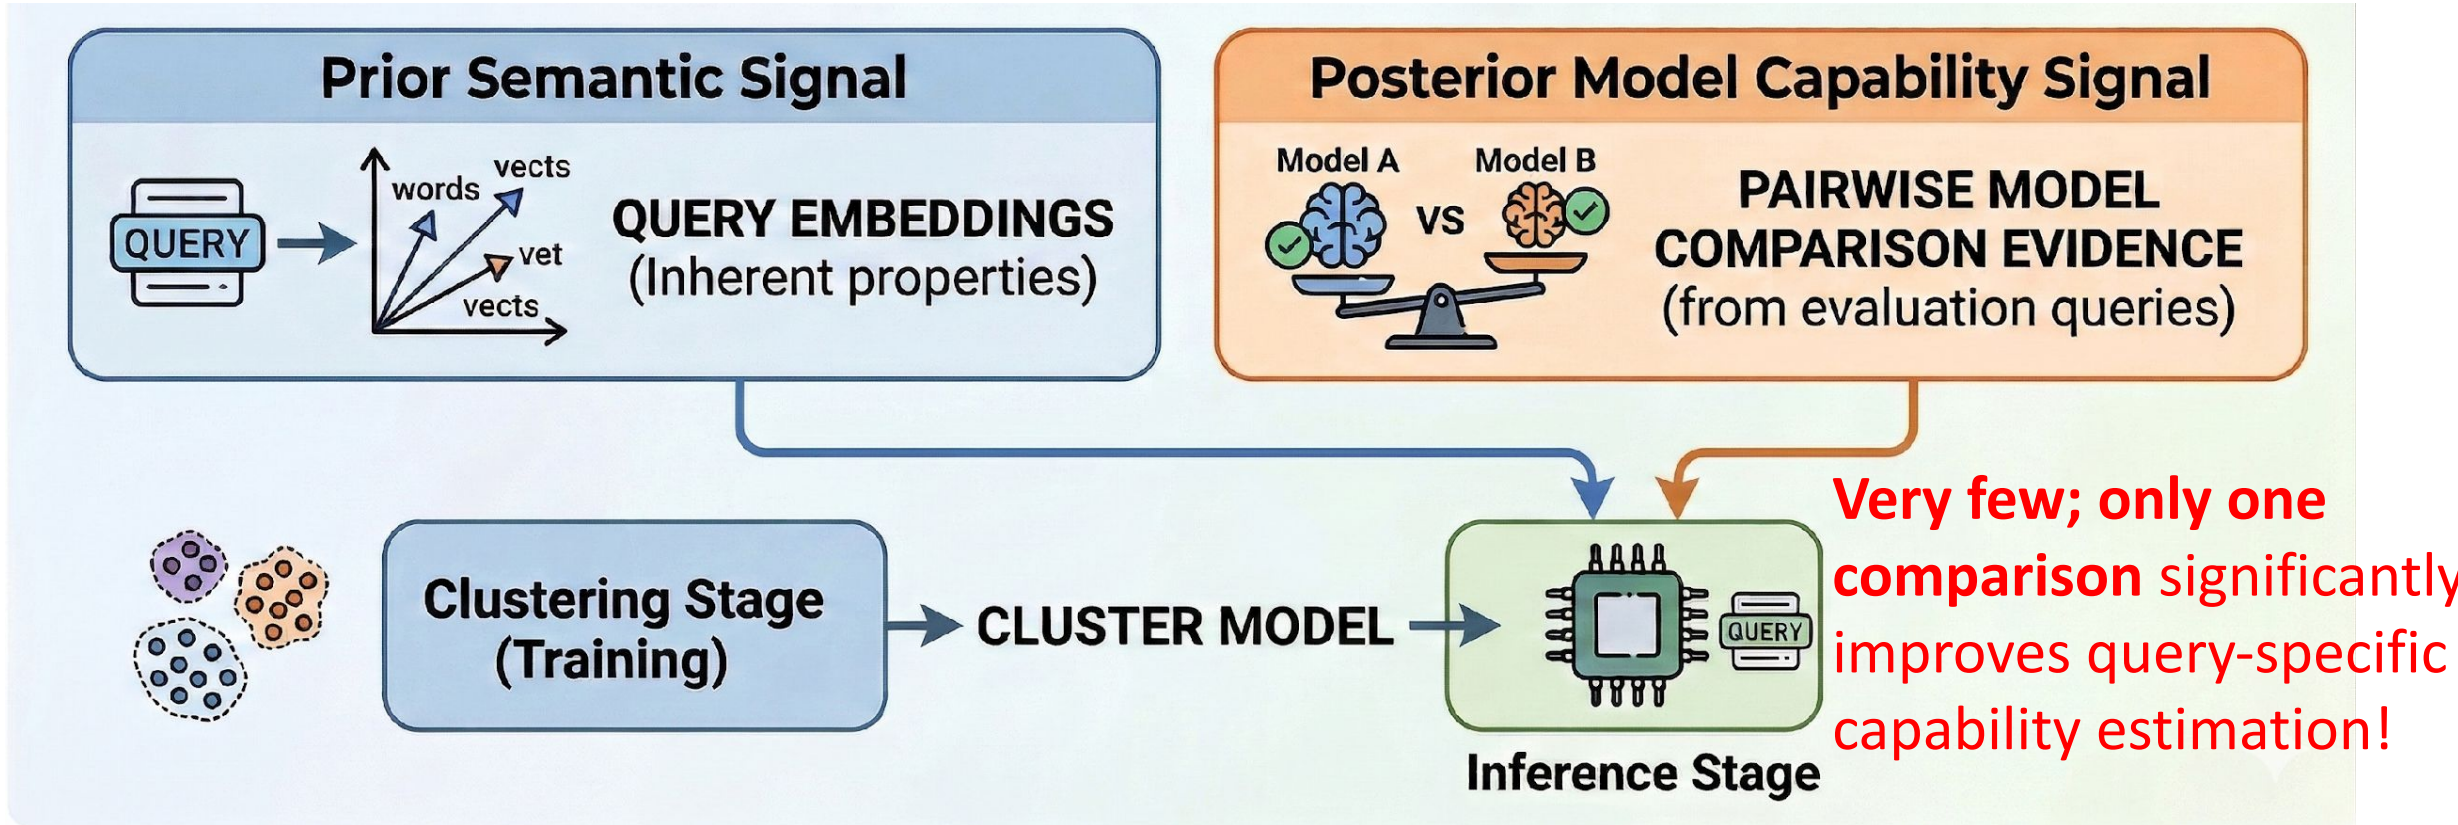 Prior Semantic Signal
QUERY
words
vects
vet
vects
QUERY EMBEDDINGS
(Inherent properties)
Posterior Model Capability Signal
Model A
VS
Model B
PAIRWISE MODEL
COMPARISON EVIDENCE
(from evaluation queries)
Clustering Stage
(Training)
CLUSTER MODEL
QUERY
Inference Stage
Very few; only one
comparison significantly
improves query-specific
capability estimation!